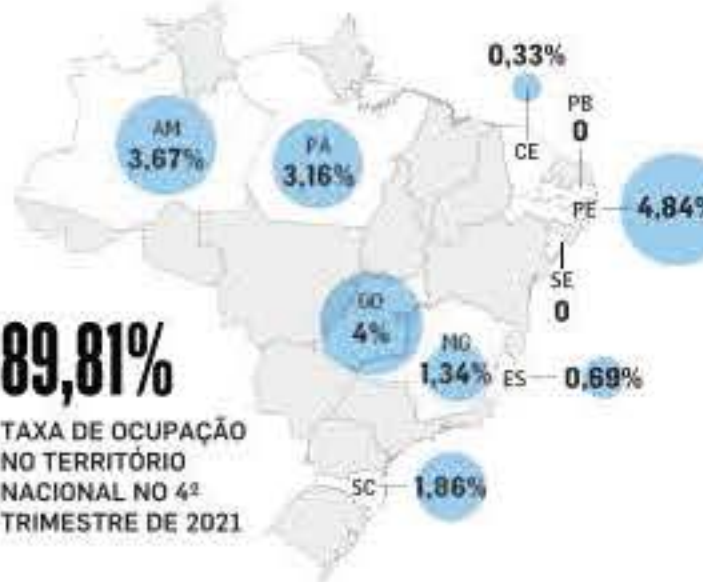 0,33%
CE
PB
0
AM
3,67%
PA
3,16%
PE
4,84%
SE
0
GO
4%
MG
1,34%
ES
0,69%
SC
1,86%
89,81%
TAXA DE OCUPAÇÃO
NO TERRITÓRIO
NACIONAL NO 4º
TRIMESTRE DE 2021